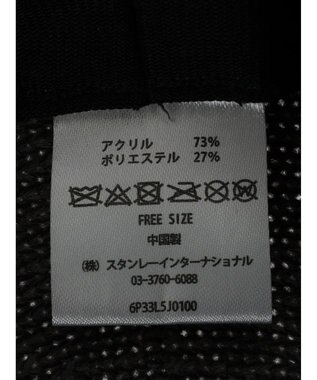 アクリル 73%
ポリエステル 27%
FREE SIZE
中国製
(株) スタンレーインターナショナル
03-3760-6088
6P33L5J0100